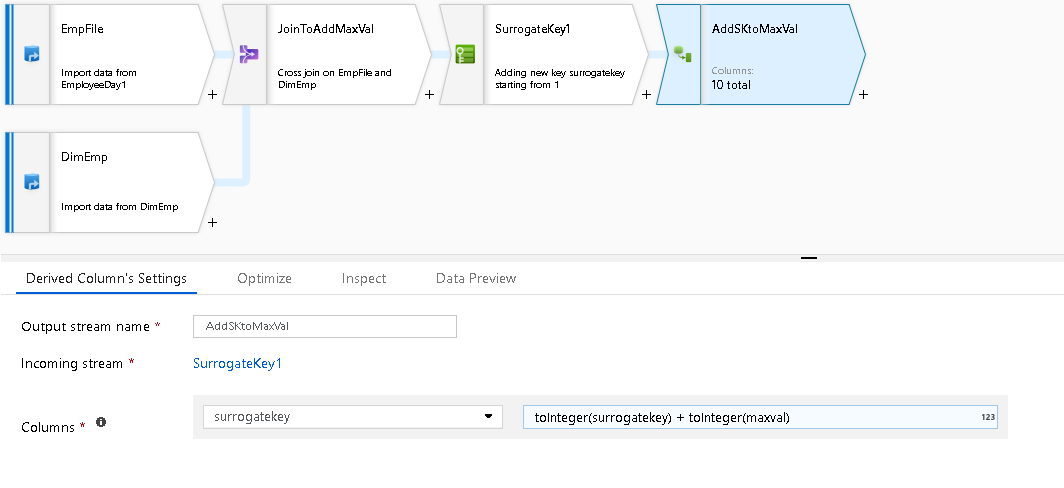 EmpFile
Import data from
EmployeeDay1
+
JoinToAddMaxVal
Cross join on EmpFile and
DimEmp
+
SurrogateKey1
Adding new key surrogatekey
starting from 1
+
AddSKtoMaxVal
Columns:
10 total
+
DimEmp
Import data from DimEmp
+
Derived Column's Settings Optimize Inspect Data Preview
Output stream name * AddSKtoMaxVal
Incoming stream * SurrogateKey1
Columns * surrogatekey toInteger(surrogatekey) + toInteger(maxval) 123